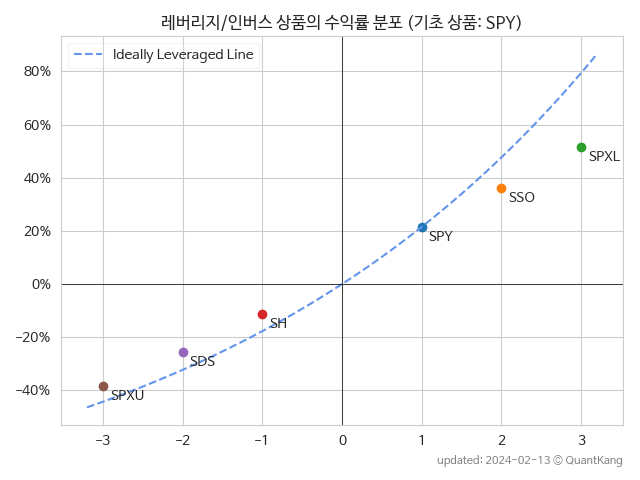 레버리지/인버스 상품의 수익률 분포 (기초 상품: SPY)
Ideally Leveraged Line
80%
60%
SPXL
40%
SSO
20%
SPY
0%
SH
−20%
SDS
−40%
SPXU
−3 −2 −1 0 1 2 3
updated: 2024-02-13 © QuantKang